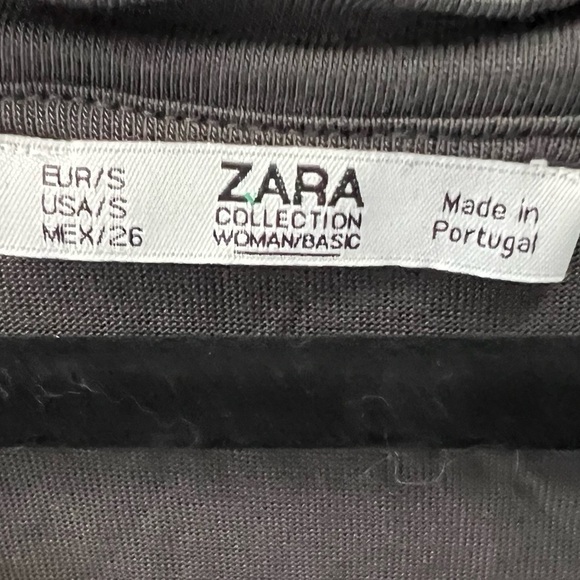 EUR/S
USA/S
MEX/26
ZARA
COLLECTION
WOMAN/BASIC
Made in
Portugal